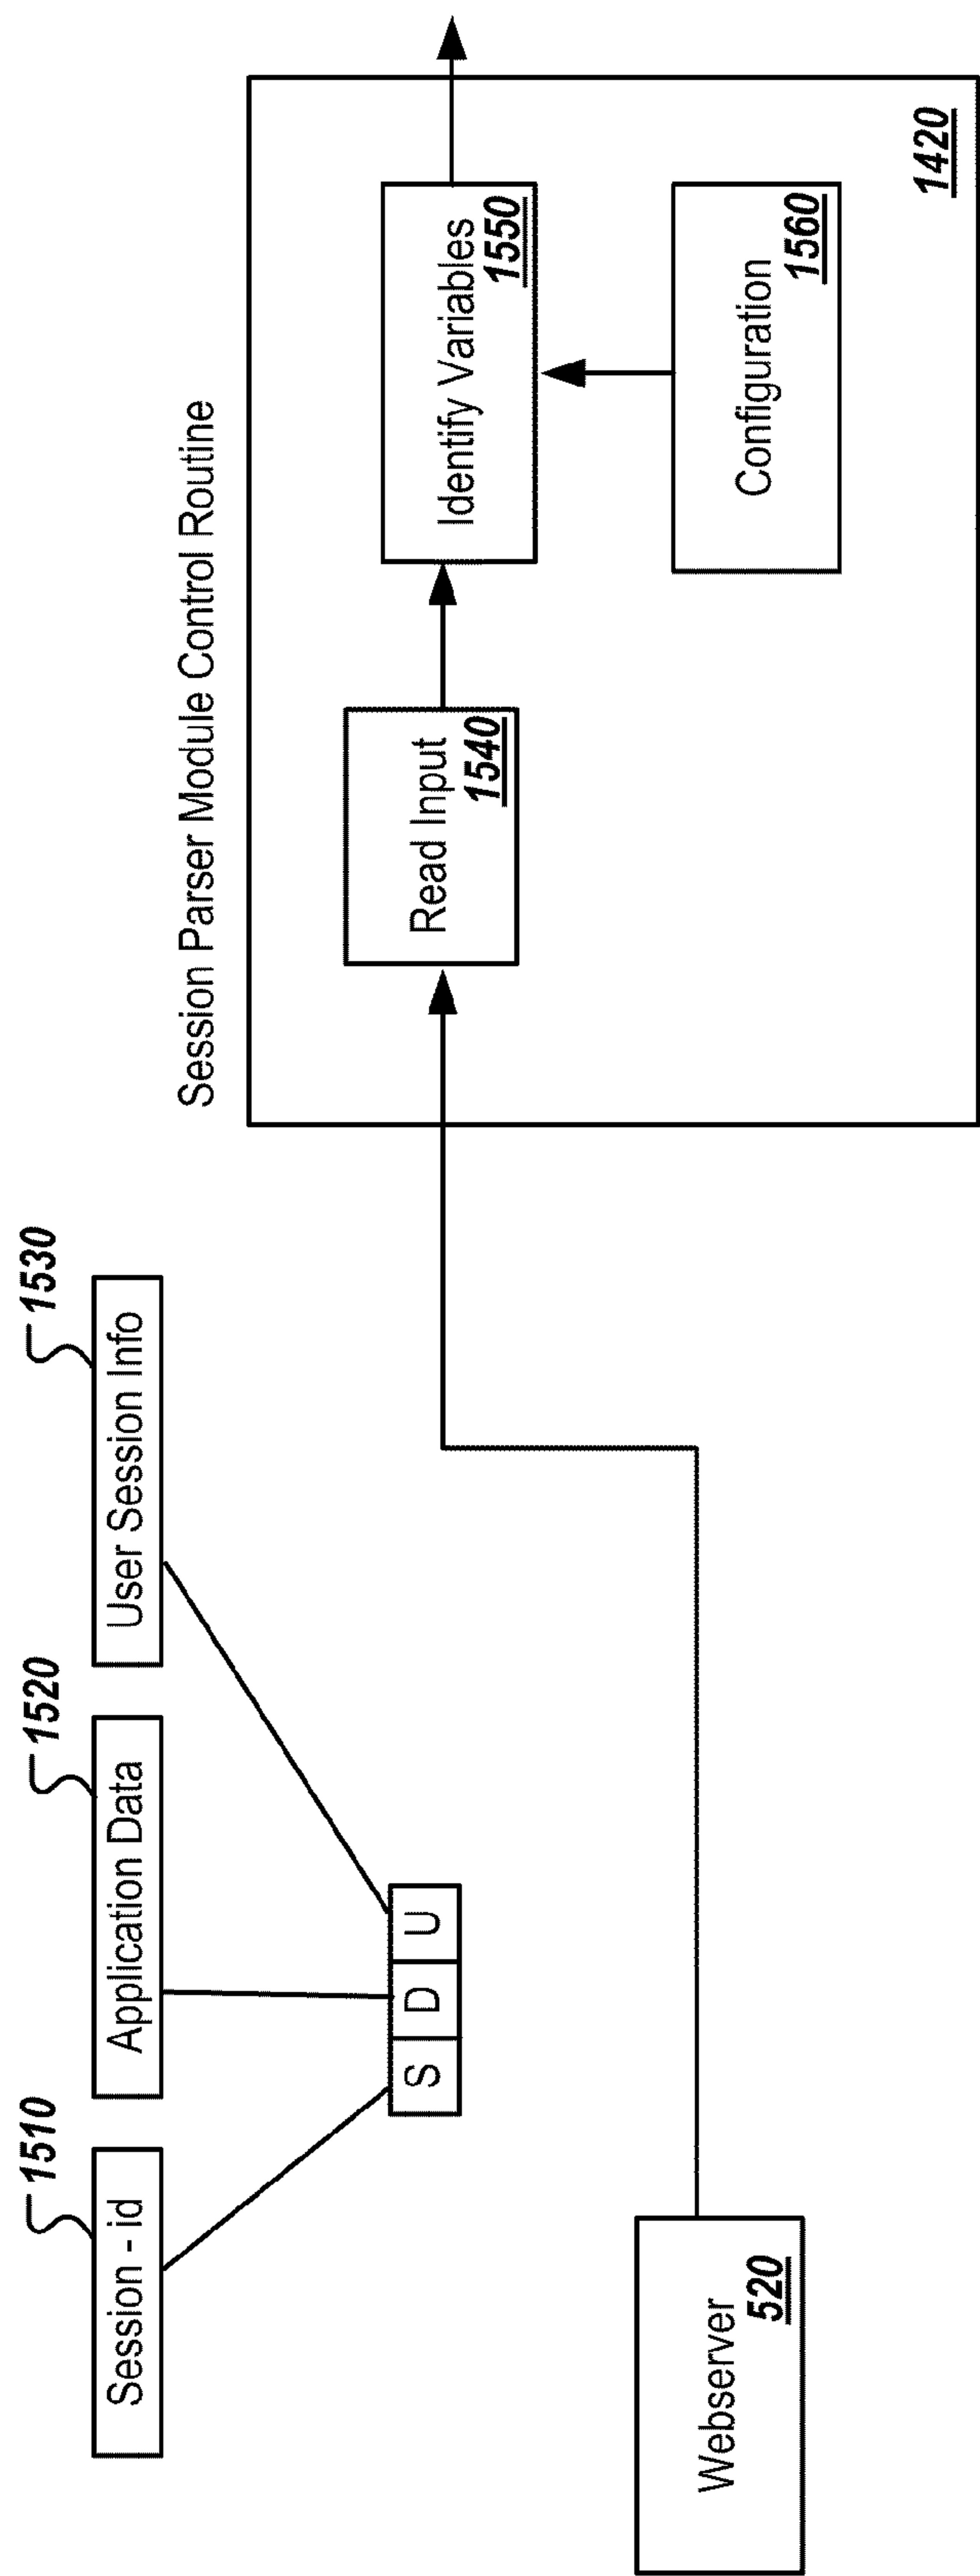 1510
1520
1530
Session - id
Application Data
User Session Info
S D U
Webserver
520
Session Parser Module Control Routine
Read Input
1540
Identify Variables
1550
Configuration
1560
1420